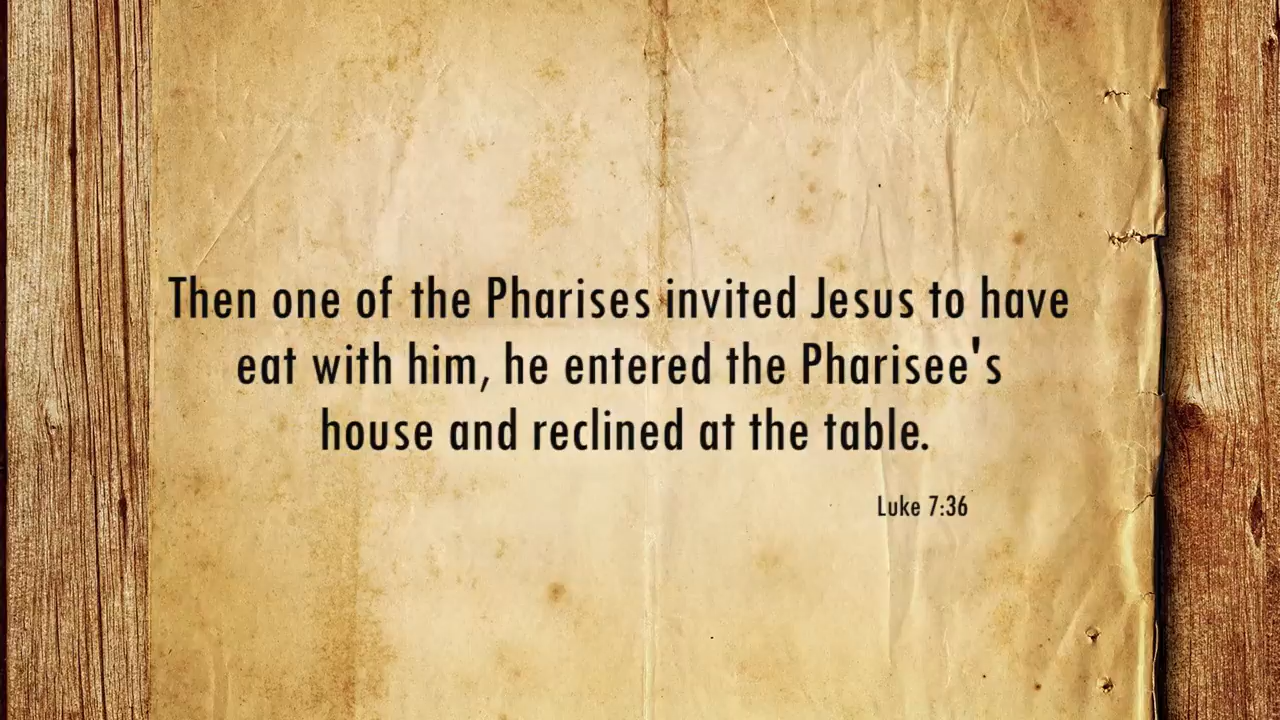 Then one of the Pharises invited Jesus to have
eat with him, he entered the Pharisee's
house and reclined at the table.
Luke 7:36